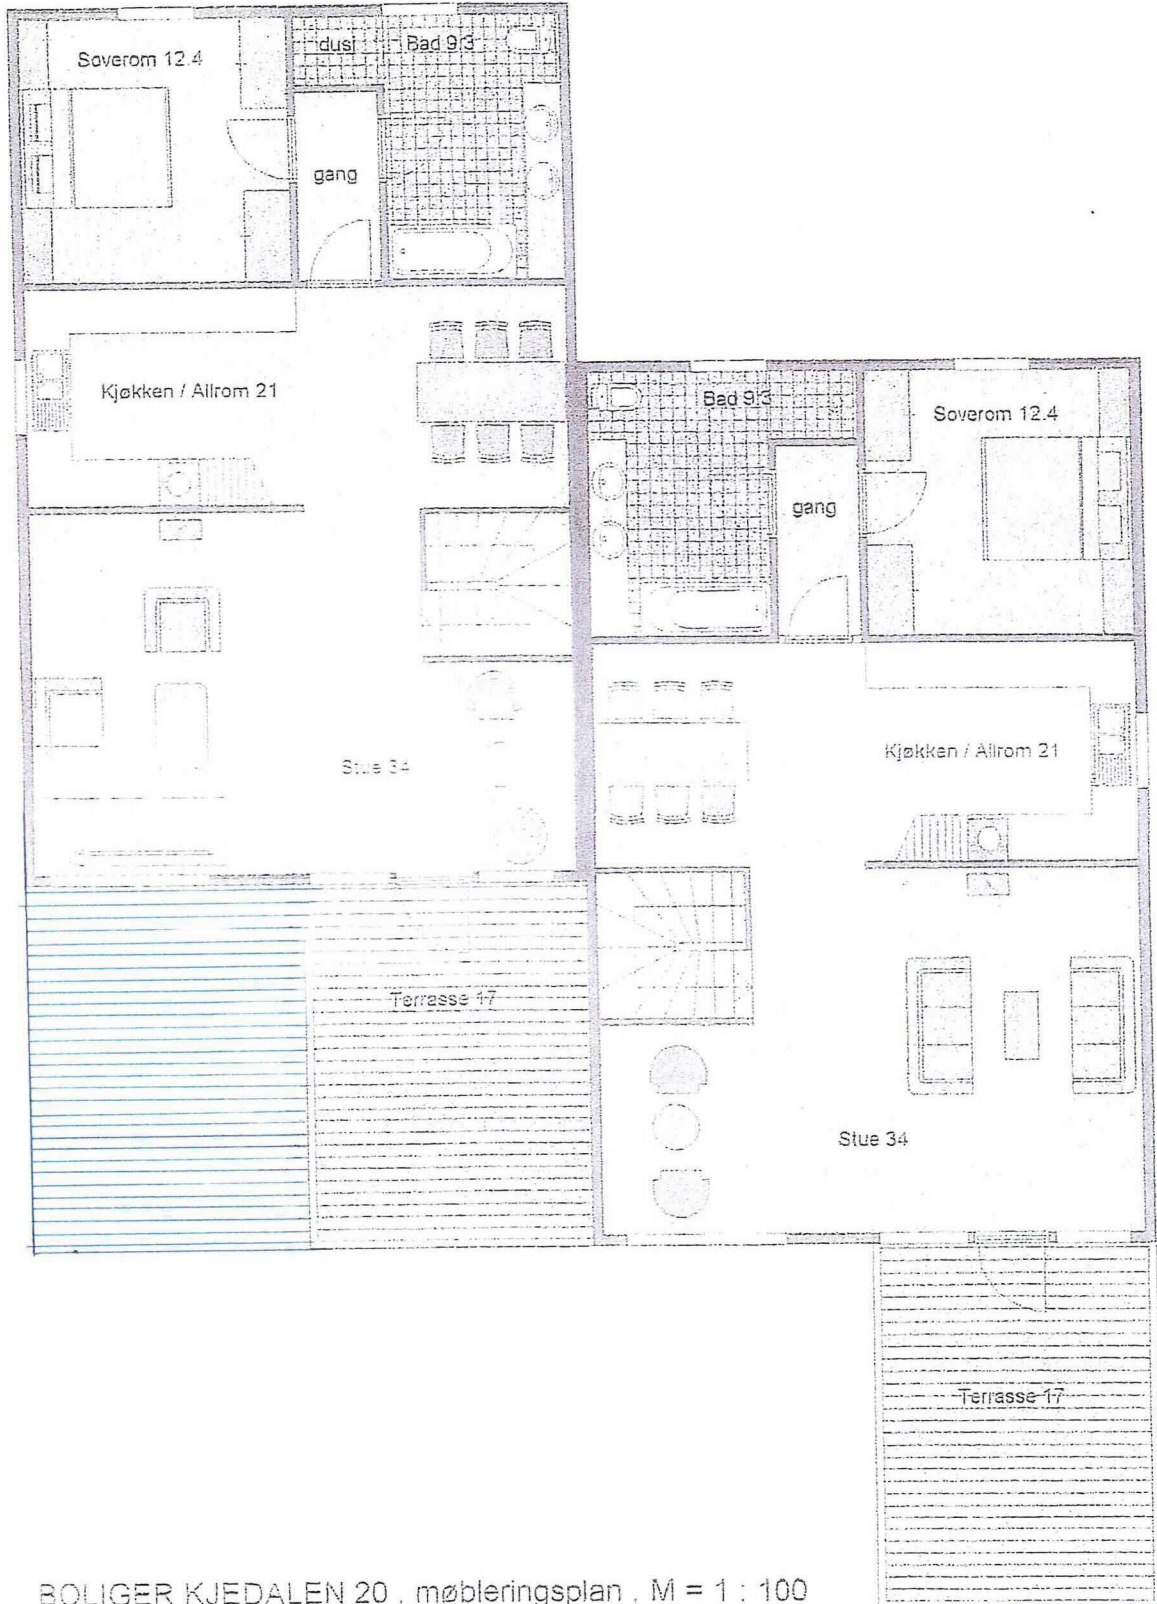 Soverom 12.4
dusj
Bad 9.3
gang
Kjøkken / Allrom 21
Stue 34
Terrasse 17
Bad 9.3
Soverom 12.4
gang
Kjøkken / Allrom 21
Stue 34
Terrasse 17
BOLIGER KJEDALEN 20 . møbleringsplan . M = 1 : 100